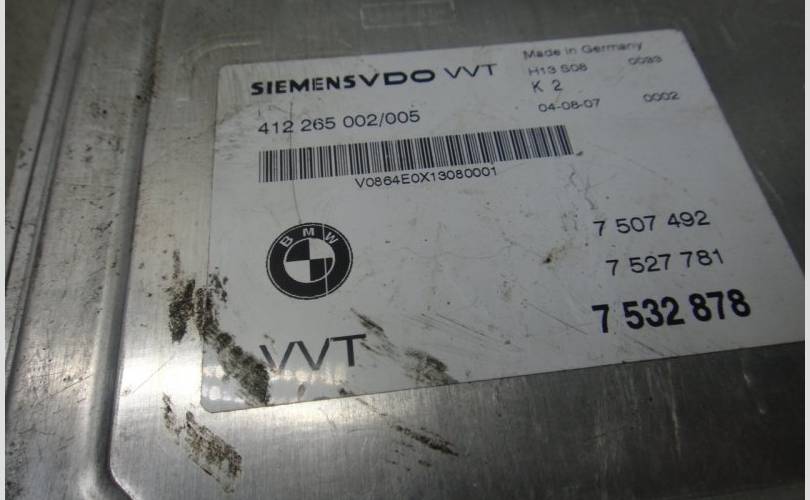 SIEMENSVDO VVT
Made in Germany
H13 S08 0033
K 2
04-08-07 0002
412 265 002/005
V0864E0X13080001
BMW
7 507 492
7 527 781
7 532 878
VVT